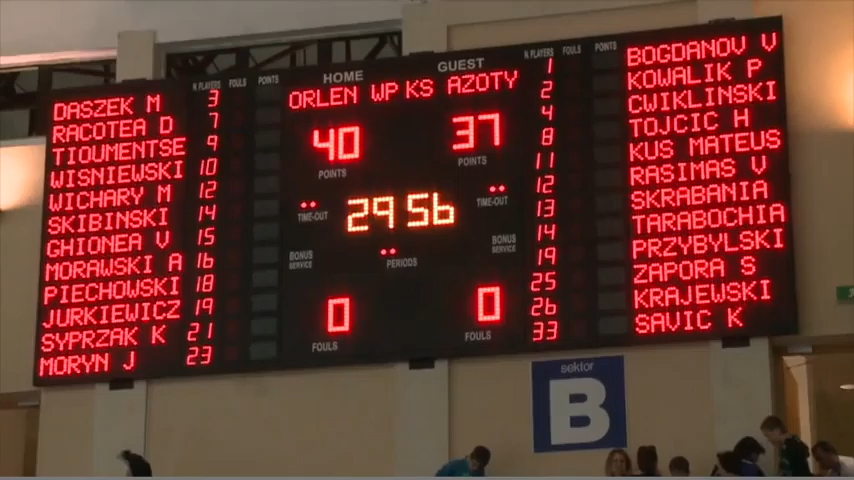 HOME GUEST
N PLAYERS FOULS POINTS
N PLAYERS FOULS POINTS
ORLEN WP KS AZOTY
DASZEK M 3
RACOTEA D 7
TIOUMENTSE 9
WISNIEWSKI 10
WICHARY M 12
SKIBINSKI 14
GHIONEA V 15
MORAWSKI A 16
PIECHOWSKI 18
JURKIEWICZ 19
SYPRZAK K 21
MORYN J 23
40 37
POINTS POINTS
TIME-OUT 29 56 TIME-OUT
BONUS SERVICE PERIODS BONUS SERVICE
0 0
FOULS FOULS
1 BOGDANOV V
2 KOWALIK P
4 CWIKLINSKI
8 TOJCIC H
11 KUS MATEUS
12 RASIMAS V
13 SKRABANIA
14 TARABOCHIA
19 PRZYBYLSKI
25 ZAPORA S
26 KRAJEWSKI
33 SAVIC K
sektor
B